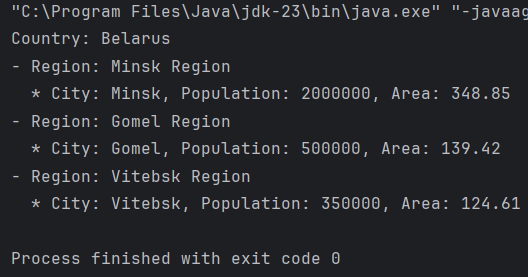 "C:\Program Files\Java\jdk-23\bin\java.exe" "-javaag
Country: Belarus
- Region: Minsk Region
  * City: Minsk, Population: 2000000, Area: 348.85
- Region: Gomel Region
  * City: Gomel, Population: 500000, Area: 139.42
- Region: Vitebsk Region
  * City: Vitebsk, Population: 350000, Area: 124.61
Process finished with exit code 0